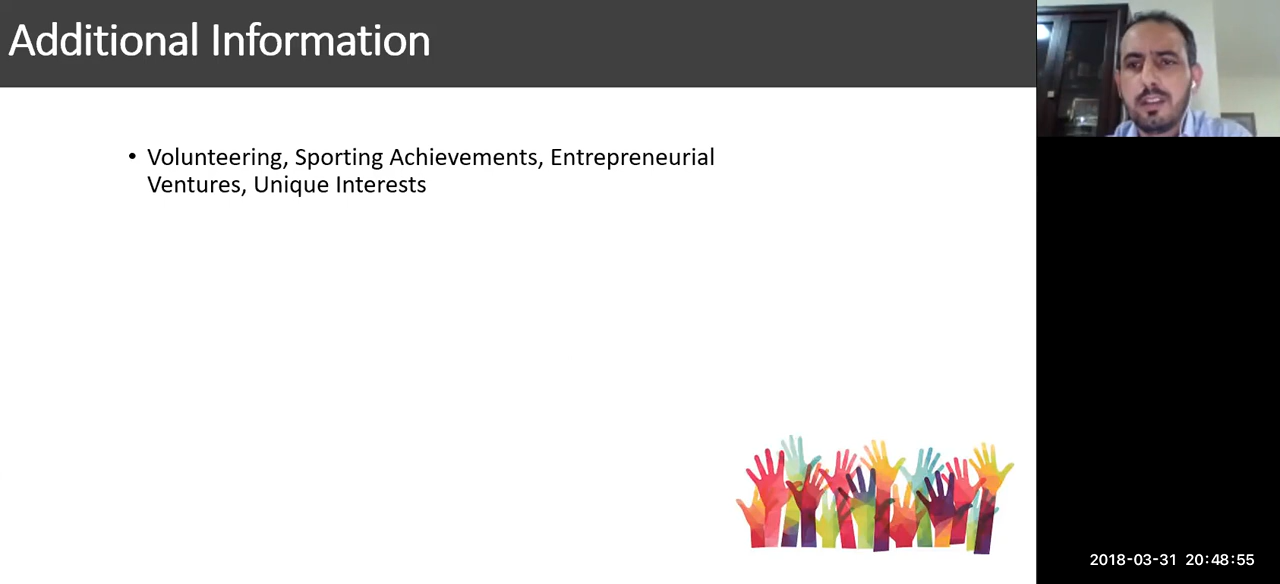 Additional Information
• Volunteering, Sporting Achievements, Entrepreneurial
Ventures, Unique Interests
2018-03-31 20:48:55